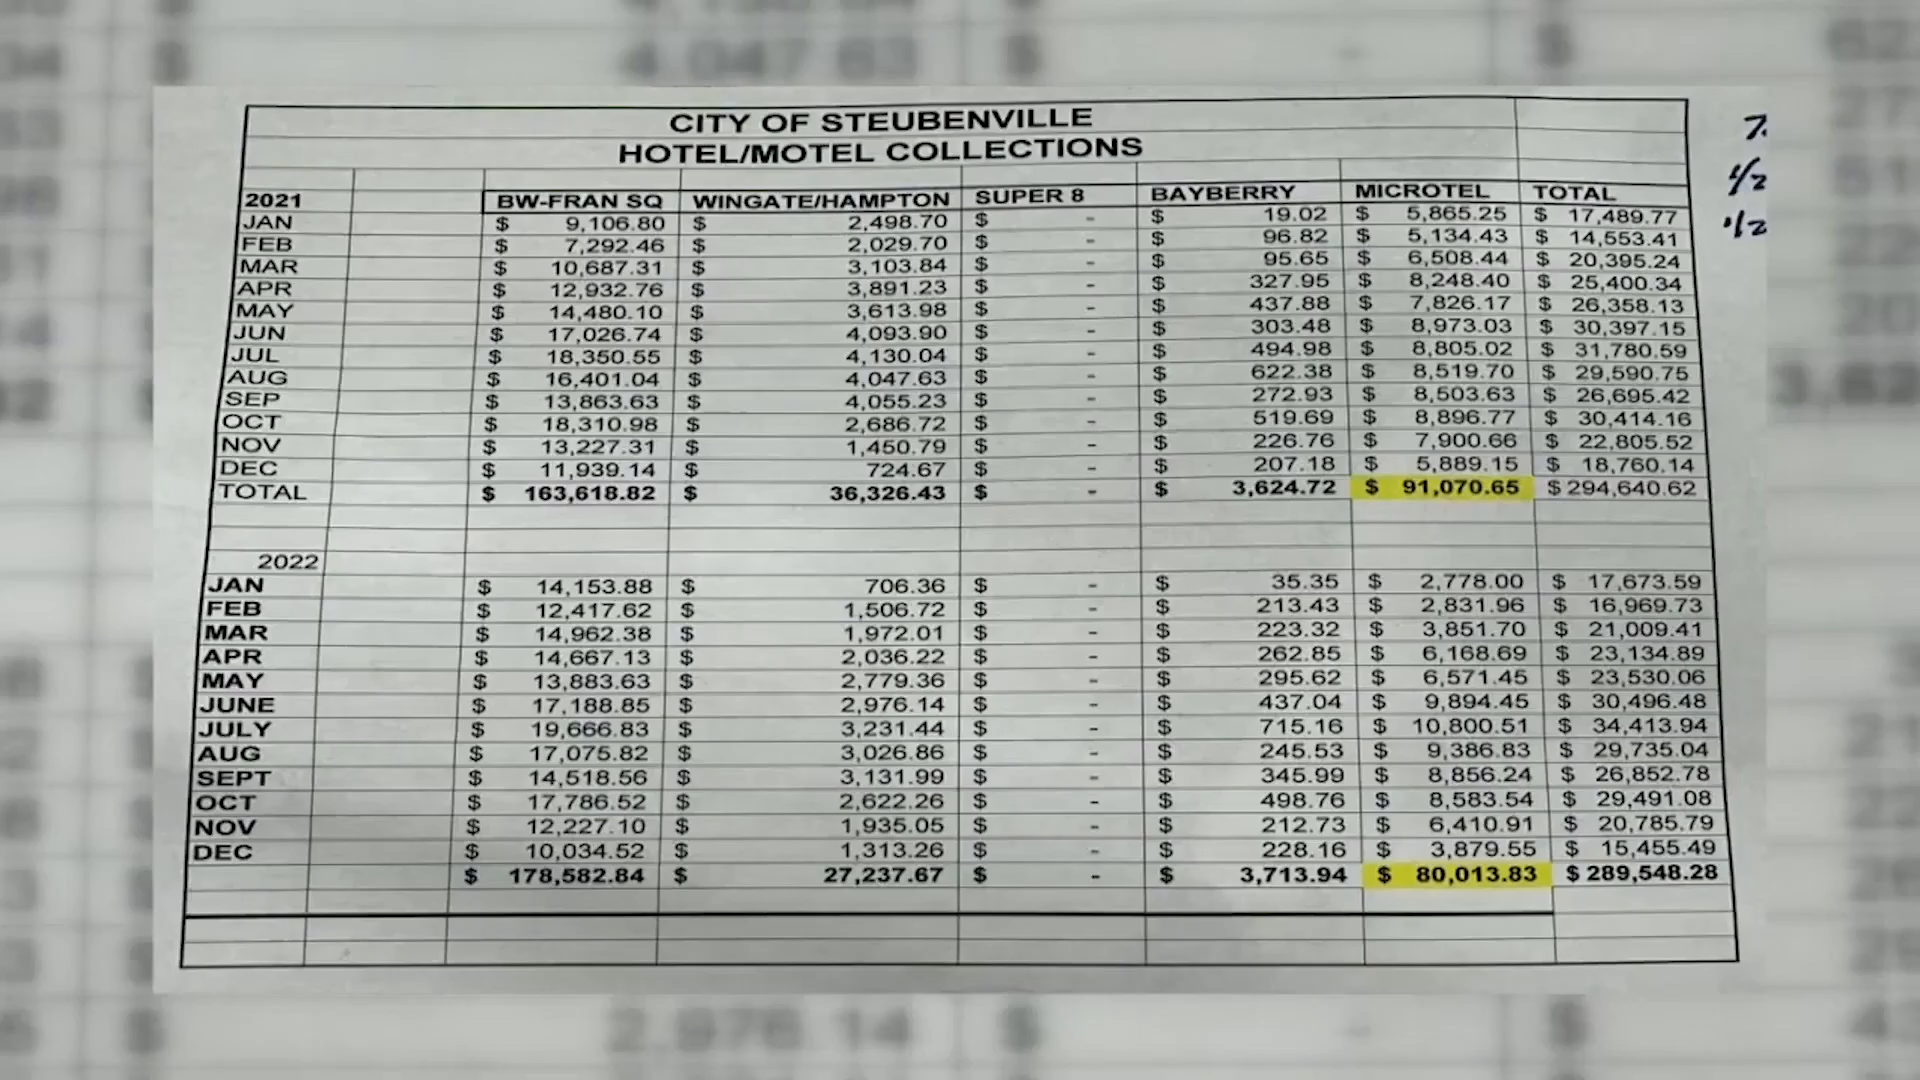 CITY OF STEUBENVILLE
HOTEL/MOTEL COLLECTIONS
2021 BW-FRAN SQ WINGATE/HAMPTON SUPER 8 BAYBERRY MICROTEL TOTAL
JAN $ 9,106.80 $ 2,498.70 $ - $ 19.02 $ 5,865.25 $ 17,489.77
FEB $ 7,292.46 $ 2,029.70 $ - $ 96.82 $ 5,134.43 $ 14,553.41
MAR $ 10,687.31 $ 3,103.84 $ - $ 95.65 $ 6,508.44 $ 20,395.24
APR $ 12,932.76 $ 3,891.23 $ - $ 327.95 $ 8,248.40 $ 25,400.34
MAY $ 14,480.10 $ 3,613.98 $ - $ 437.88 $ 7,826.17 $ 26,358.13
JUN $ 17,026.74 $ 4,093.90 $ - $ 303.48 $ 8,973.03 $ 30,397.15
JUL $ 18,350.55 $ 4,130.04 $ - $ 494.98 $ 8,805.02 $ 31,780.59
AUG $ 16,401.04 $ 4,047.63 $ - $ 622.38 $ 8,519.70 $ 29,590.75
SEP $ 13,863.63 $ 4,055.23 $ - $ 272.93 $ 8,503.63 $ 26,695.42
OCT $ 18,310.98 $ 2,686.72 $ - $ 519.69 $ 8,896.77 $ 30,414.16
NOV $ 13,227.31 $ 1,450.79 $ - $ 226.76 $ 7,900.66 $ 22,805.52
DEC $ 11,939.14 $ 724.67 $ - $ 207.18 $ 5,889.15 $ 18,760.14
TOTAL $ 163,618.82 $ 36,326.43 $ - $ 3,624.72 $ 91,070.65 $ 294,640.62
2022
JAN $ 14,153.88 $ 706.36 $ - $ 35.35 $ 2,778.00 $ 17,673.59
FEB $ 12,417.62 $ 1,506.72 $ - $ 213.43 $ 2,831.96 $ 16,969.73
MAR $ 14,962.38 $ 1,972.01 $ - $ 223.32 $ 3,851.70 $ 21,009.41
APR $ 14,667.13 $ 2,036.22 $ - $ 262.85 $ 6,168.69 $ 23,134.89
MAY $ 13,883.63 $ 2,779.36 $ - $ 295.62 $ 6,571.45 $ 23,530.06
JUNE $ 17,188.85 $ 2,976.14 $ - $ 437.04 $ 9,894.45 $ 30,496.48
JULY $ 19,666.83 $ 3,231.44 $ - $ 715.16 $ 10,800.51 $ 34,413.94
AUG $ 17,075.82 $ 3,026.86 $ - $ 245.53 $ 9,386.83 $ 29,735.04
SEPT $ 14,518.56 $ 3,131.99 $ - $ 345.99 $ 8,856.24 $ 26,852.78
OCT $ 17,786.52 $ 2,622.26 $ - $ 498.76 $ 8,583.54 $ 29,491.08
NOV $ 12,227.10 $ 1,935.05 $ - $ 212.73 $ 6,410.91 $ 20,785.79
DEC $ 10,034.52 $ 1,313.26 $ - $ 228.16 $ 3,879.55 $ 15,455.49
$ 178,582.84 $ 27,237.67 $ - $ 3,713.94 $ 80,013.83 $ 289,548.28
7.
1/2
1/2